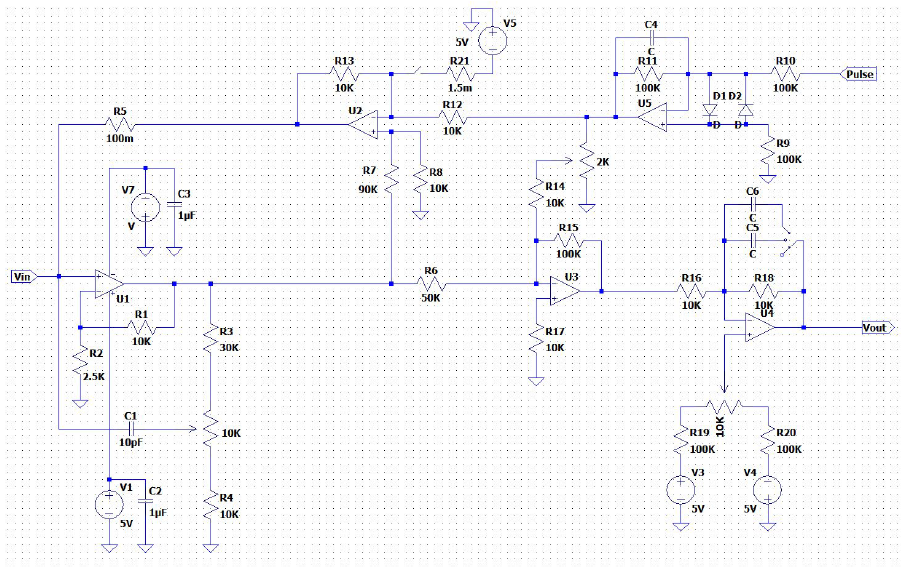 V5
5V
R21
1.5m
R13
10K
C4
C
R11
100K
R10
100K
Pulse
D1
D2
D
D
U5
R5
100m
U2
R12
10K
R9
100K
R7
90K
R8
10K
2K
R14
10K
V7
V
C3
1µF
C6
C
C5
C
R15
100K
Vin
U1
R6
50K
U3
R16
10K
R18
10K
U4
Vout
R1
10K
R3
30K
R17
10K
R2
2.5K
C1
10pF
10K
10K
R19
100K
R20
100K
V1
5V
C2
1µF
R4
10K
V3
5V
V4
5V